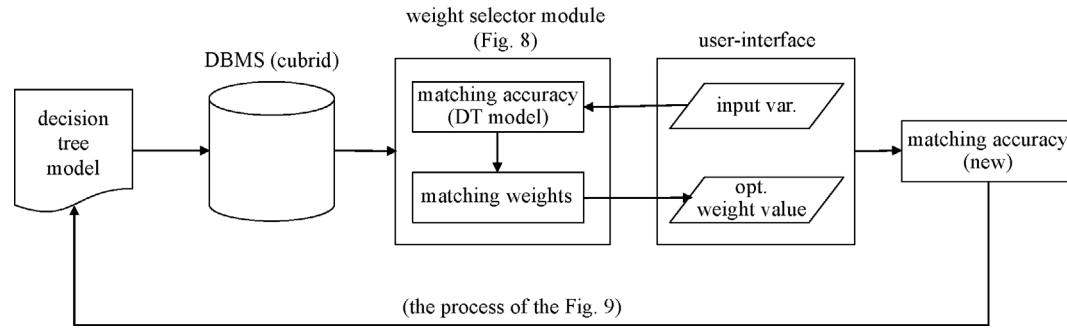 weight selector module
(Fig. 8)
user-interface
DBMS (cubrid)
decision
tree
model
matching accuracy
(DT model)
matching weights
input var.
opt.
weight value
matching accuracy
(new)
(the process of the Fig. 9)